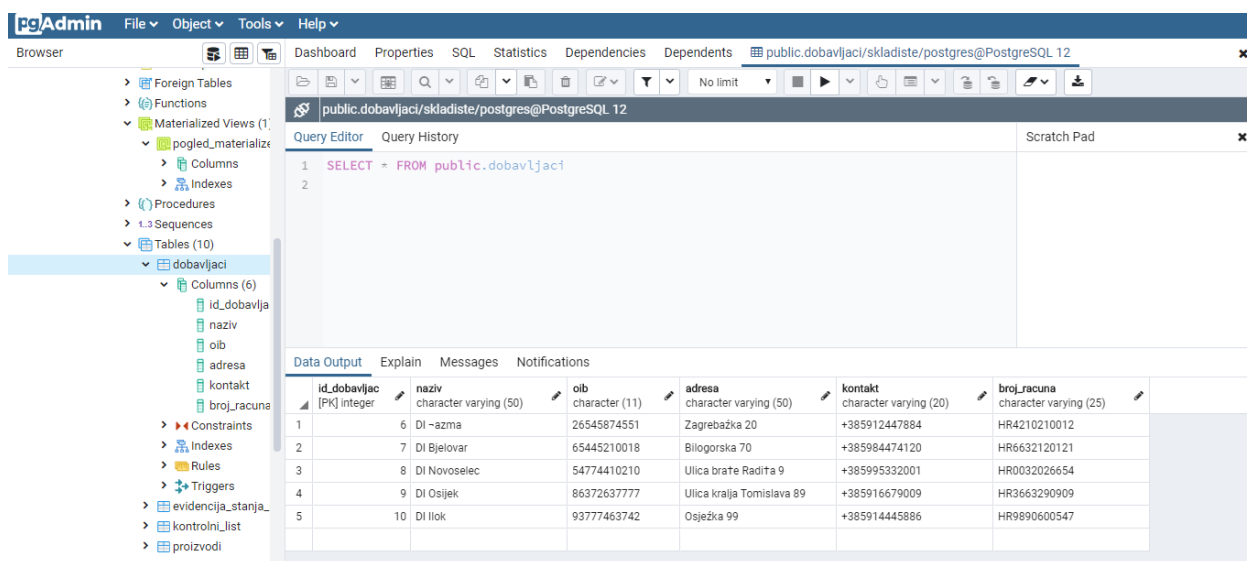 pgAdmin File Object Tools Help
Browser
Dashboard Properties SQL Statistics Dependencies Dependents public.dobavljaci/skladiste/postgres@PostgreSQL 12
No limit
public.dobavljaci/skladiste/postgres@PostgreSQL 12
Query Editor Query History
Scratch Pad
1 SELECT * FROM public.dobavljaci
2
Foreign Tables
Functions
Materialized Views (1)
pogled_materialize
Columns
Indexes
Procedures
1..3 Sequences
Tables (10)
dobavljaci
Columns (6)
id_dobavlja
naziv
oib
adresa
kontakt
broj_racuna
Constraints
Indexes
Rules
Triggers
evidencija_stanja_
kontrolni_list
proizvodi
Data Output Explain Messages Notifications
id_dobavljac naziv oib adresa kontakt broj_racuna
[PK] integer character varying (50) character (11) character varying (50) character varying (20) character varying (25)
1 6 DI ¬azma 26545874551 Zagrebažka 20 +385912447884 HR4210210012
2 7 DI Bjelovar 65445210018 Bilogorska 70 +385984474120 HR6632120121
3 8 DI Novoselec 54774410210 Ulica bra†e Radi†a 9 +385995332001 HR0032026654
4 9 DI Osijek 86372637777 Ulica kralja Tomislava 89 +385916679009 HR3663290909
5 10 DI Ilok 93777463742 Osježka 99 +385914445886 HR9890600547